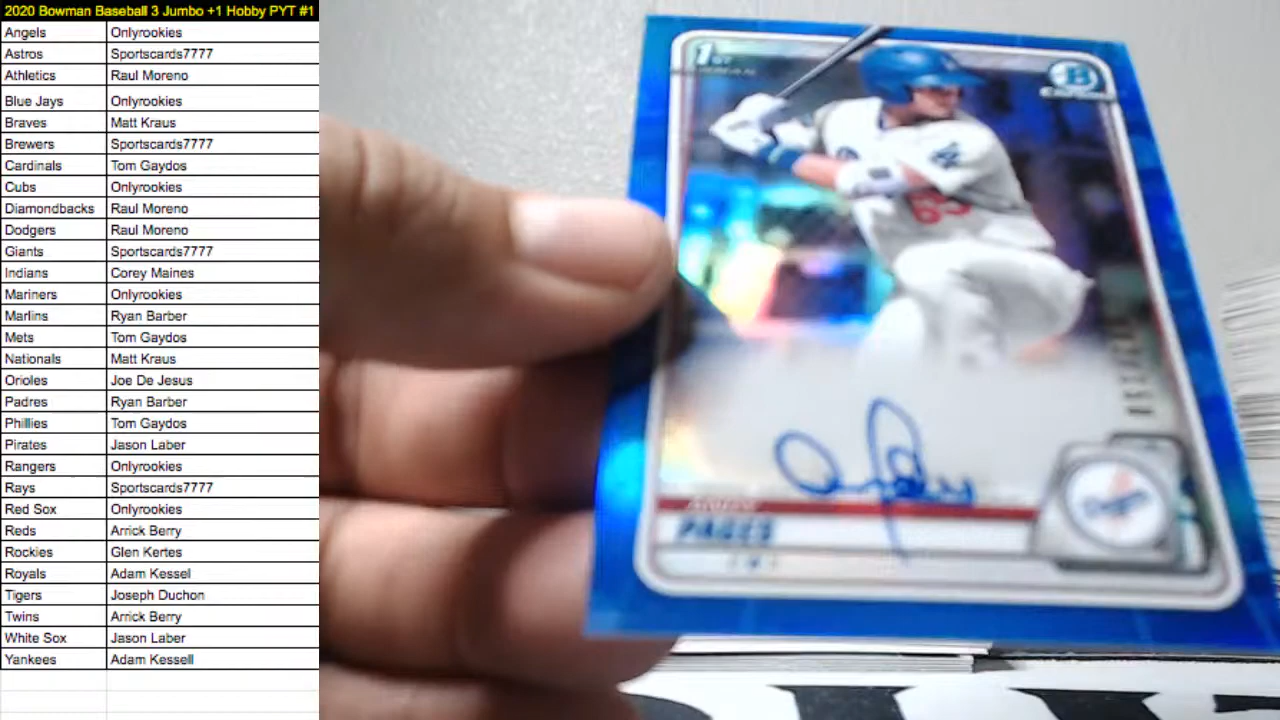 2020 Bowman Baseball 3 Jumbo +1 Hobby PYT #1
Angels Onlyrookies
Astros Sportscards7777
Athletics Raul Moreno
Blue Jays Onlyrookies
Braves Matt Kraus
Brewers Sportscards7777
Cardinals Tom Gaydos
Cubs Onlyrookies
Diamondbacks Raul Moreno
Dodgers Raul Moreno
Giants Sportscards7777
Indians Corey Maines
Mariners Onlyrookies
Marlins Ryan Barber
Mets Tom Gaydos
Nationals Matt Kraus
Orioles Joe De Jesus
Padres Ryan Barber
Phillies Tom Gaydos
Pirates Jason Laber
Rangers Onlyrookies
Rays Sportscards7777
Red Sox Onlyrookies
Reds Arrick Berry
Rockies Glen Kertes
Royals Adam Kessel
Tigers Joseph Duchon
Twins Arrick Berry
White Sox Jason Laber
Yankees Adam Kessell
1ST
B
65
PAGES
Dodgers